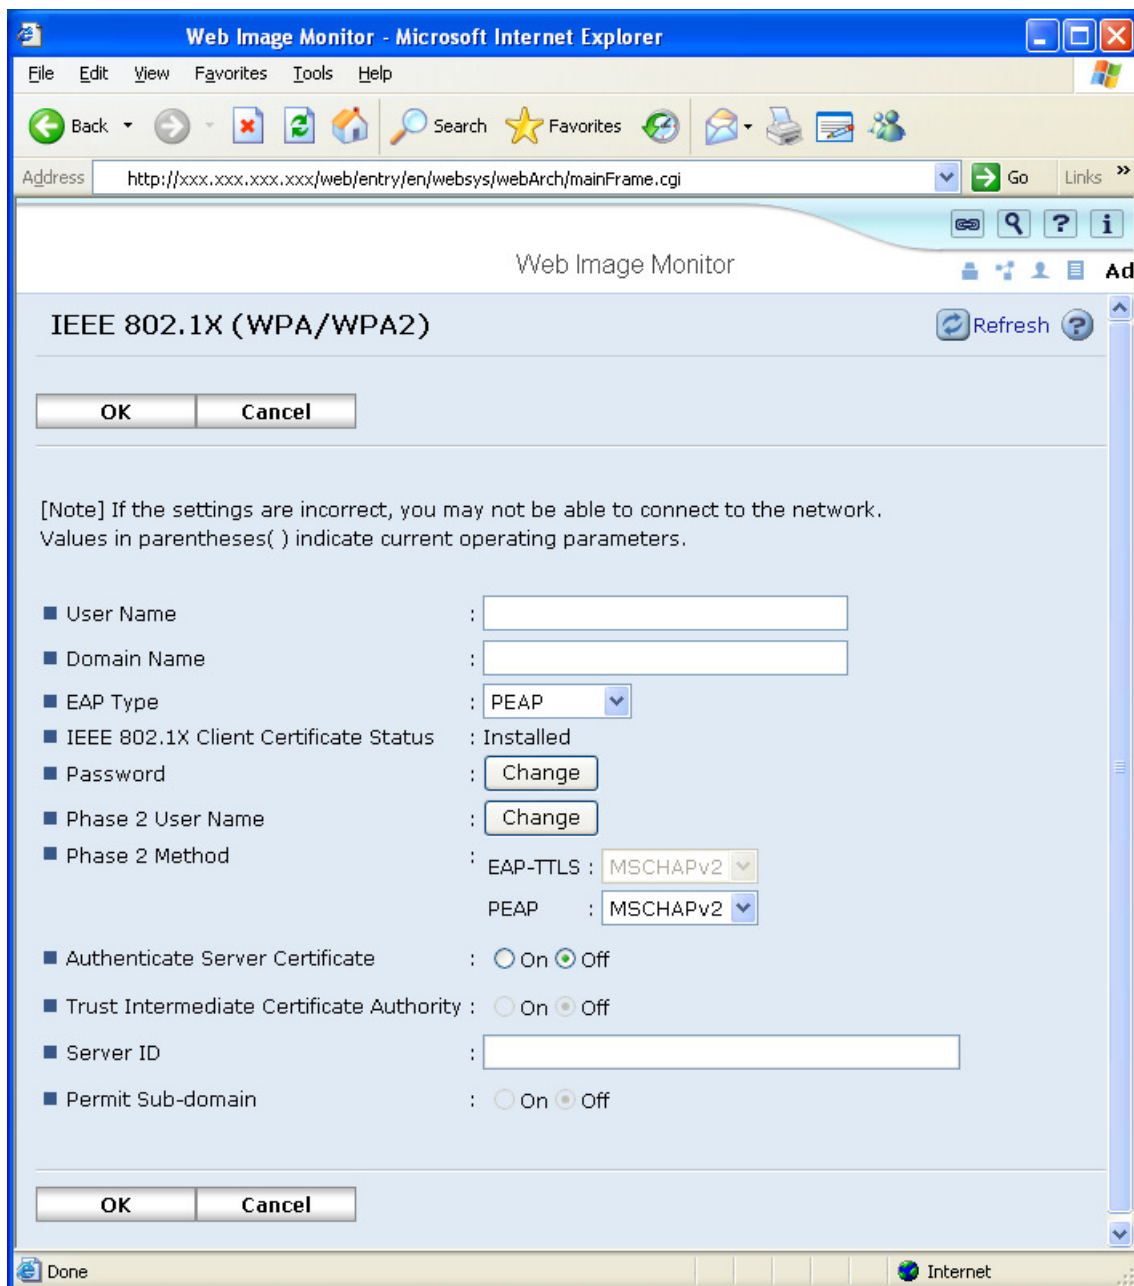 Web Image Monitor - Microsoft Internet Explorer
File Edit View Favorites Tools Help
Back Search Favorites
Address http://xxx.xxx.xxx.xxx/web/entry/en/websys/webArch/mainFrame.cgi Go Links »
? i
Web Image Monitor Ad
IEEE 802.1X (WPA/WPA2) Refresh ?
OK Cancel
[Note] If the settings are incorrect, you may not be able to connect to the network.
Values in parentheses( ) indicate current operating parameters.
User Name :
Domain Name :
EAP Type : PEAP
IEEE 802.1X Client Certificate Status : Installed
Password : Change
Phase 2 User Name : Change
Phase 2 Method : EAP-TTLS : MSCHAPv2
PEAP : MSCHAPv2
Authenticate Server Certificate : On Off
Trust Intermediate Certificate Authority : On Off
Server ID :
Permit Sub-domain : On Off
OK Cancel
Done Internet